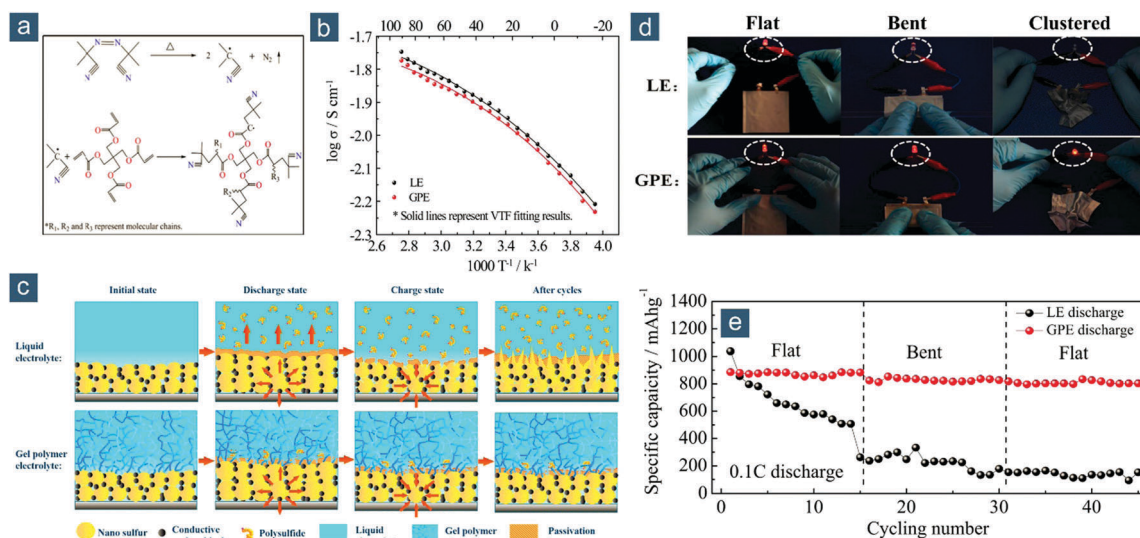 a
N
N
N
N
△
2
C
N
+
N₂ ↑
C
N
+
O
O
O
O
O
O
O
O
N
R₁
R₂
R₃
N
N
N
*R₁, R₂ and R₃ represent molecular chains.
b
100 80 60 40 20 0 -20
-1.7
-1.8
-1.9
-2.0
-2.1
-2.2
-2.3
log σ / S cm⁻¹
LE
GPE
* Solid lines represent VTF fitting results.
2.6 2.8 3.0 3.2 3.4 3.6 3.8 4.0
1000 T⁻¹ / k⁻¹
c
Initial state Discharge state Charge state After cycles
Liquid
electrolyte:
Gel polymer
electrolyte:
Nano sulfur Conductive Polysulfide Liquid Gel polymer Passivation
d
Flat Bent Clustered
LE:
GPE:
e
1400
1200
1000
800
600
400
200
0
Specific capacity / mAhg⁻¹
LE discharge
GPE discharge
Flat Bent Flat
0.1C discharge
0 10 20 30 40
Cycling number